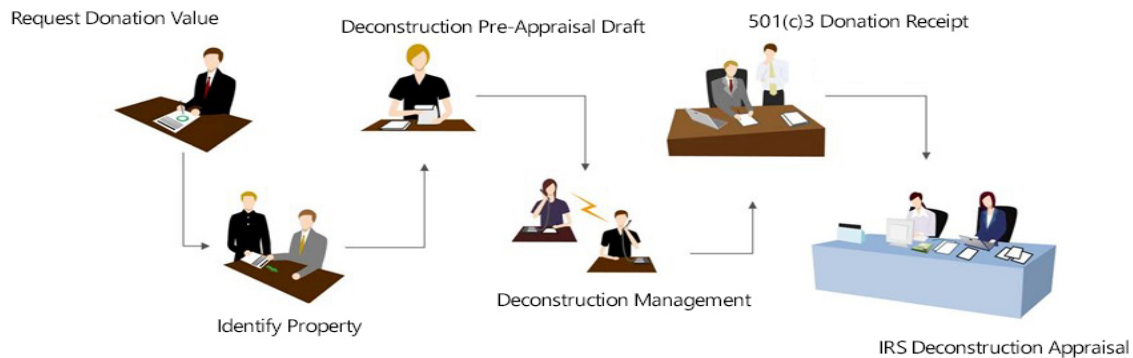 Request Donation Value
Identify Property
Deconstruction Pre-Appraisal Draft
Deconstruction Management
501(c)3 Donation Receipt
IRS Deconstruction Appraisal